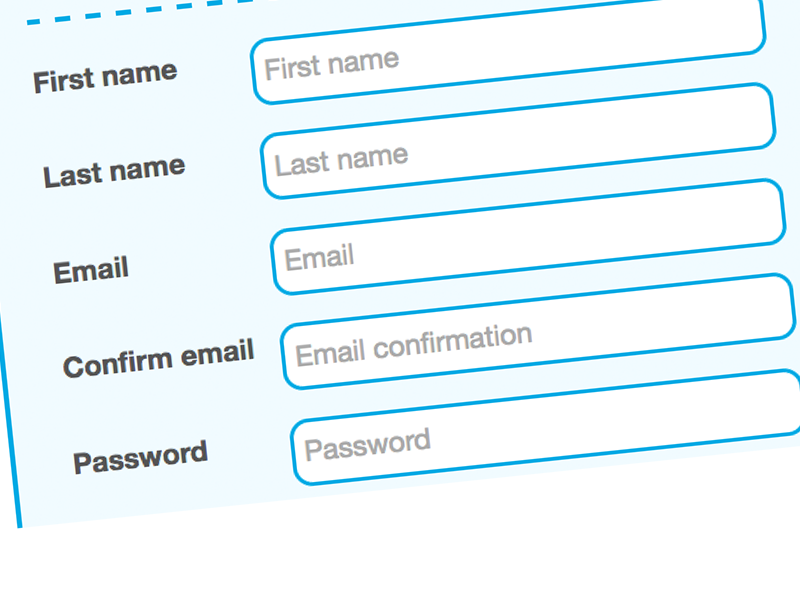 First name First name
Last name Last name
Email Email
Confirm email Email confirmation
Password Password